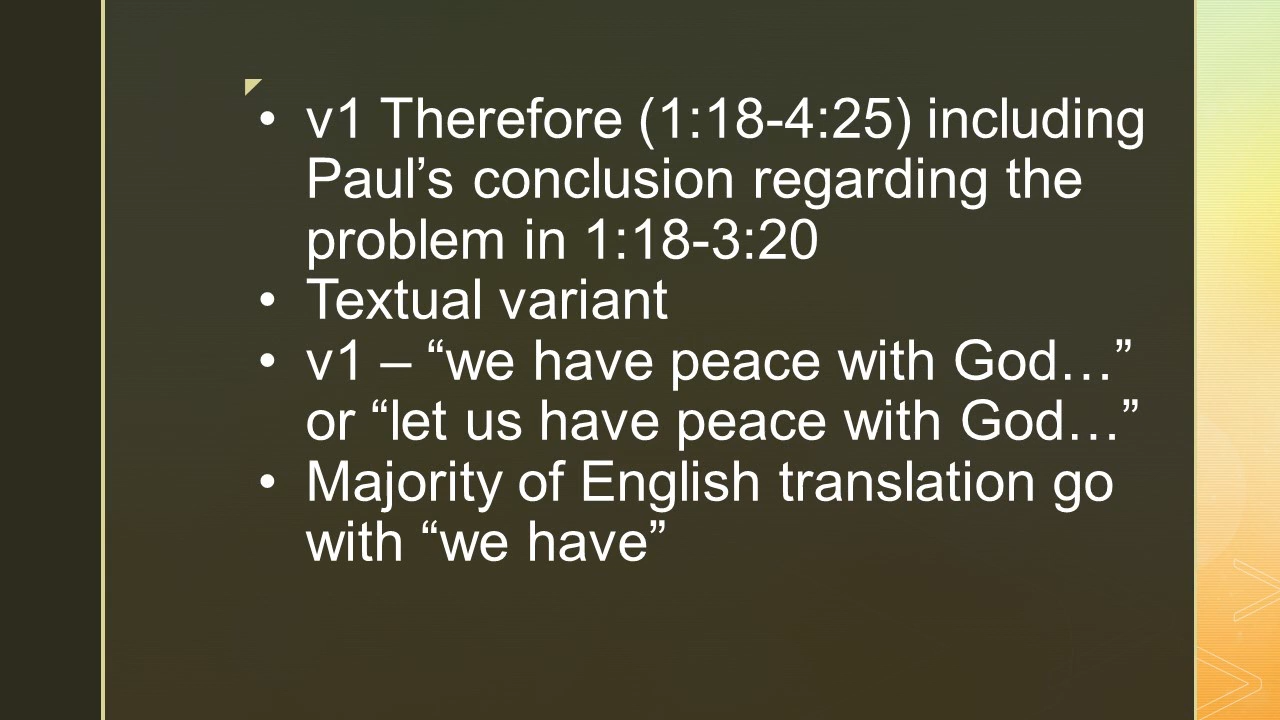 • v1 Therefore (1:18-4:25) including
Paul’s conclusion regarding the
problem in 1:18-3:20
• Textual variant
• v1 – “we have peace with God…”
or “let us have peace with God…”
• Majority of English translation go
with “we have”